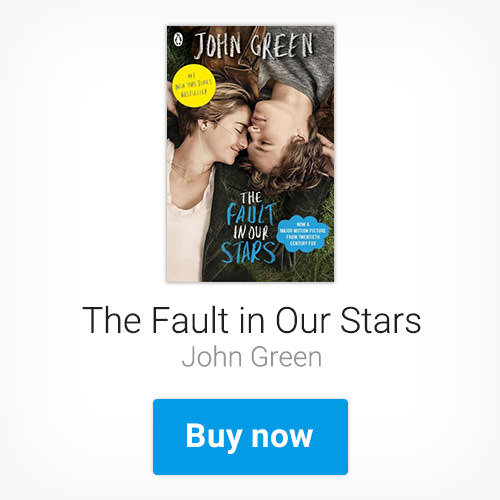 JOHN GREEN
#1
NEW YORK TIMES
BESTSELLER
THE
FAULT
IN OUR
STARS
NOW A
MAJOR MOTION PICTURE
FROM TWENTIETH
CENTURY FOX
The Fault in Our Stars
John Green
Buy now